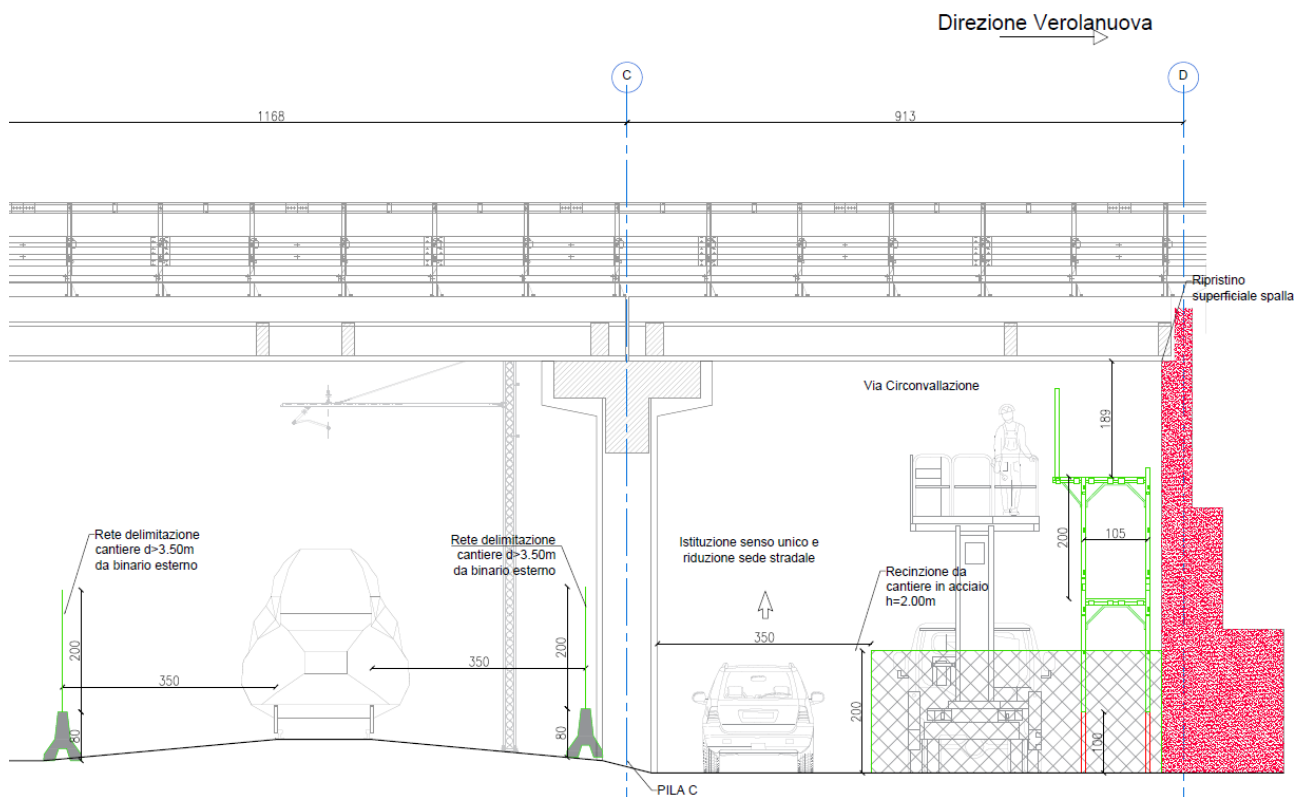 Direzione Verolanuova
C
D
1168
913
Ripristino
superficiale spalla
Via Circonvallazione
189
Rete delimitazione
cantiere d>3.50m
da binario esterno
Rete delimitazione
cantiere d>3.50m
da binario esterno
Istituzione senso unico e
riduzione sede stradale
200
105
Recinzione da
cantiere in acciaio
h=2.00m
200
200
350
350
350
200
80
80
100
PILA C